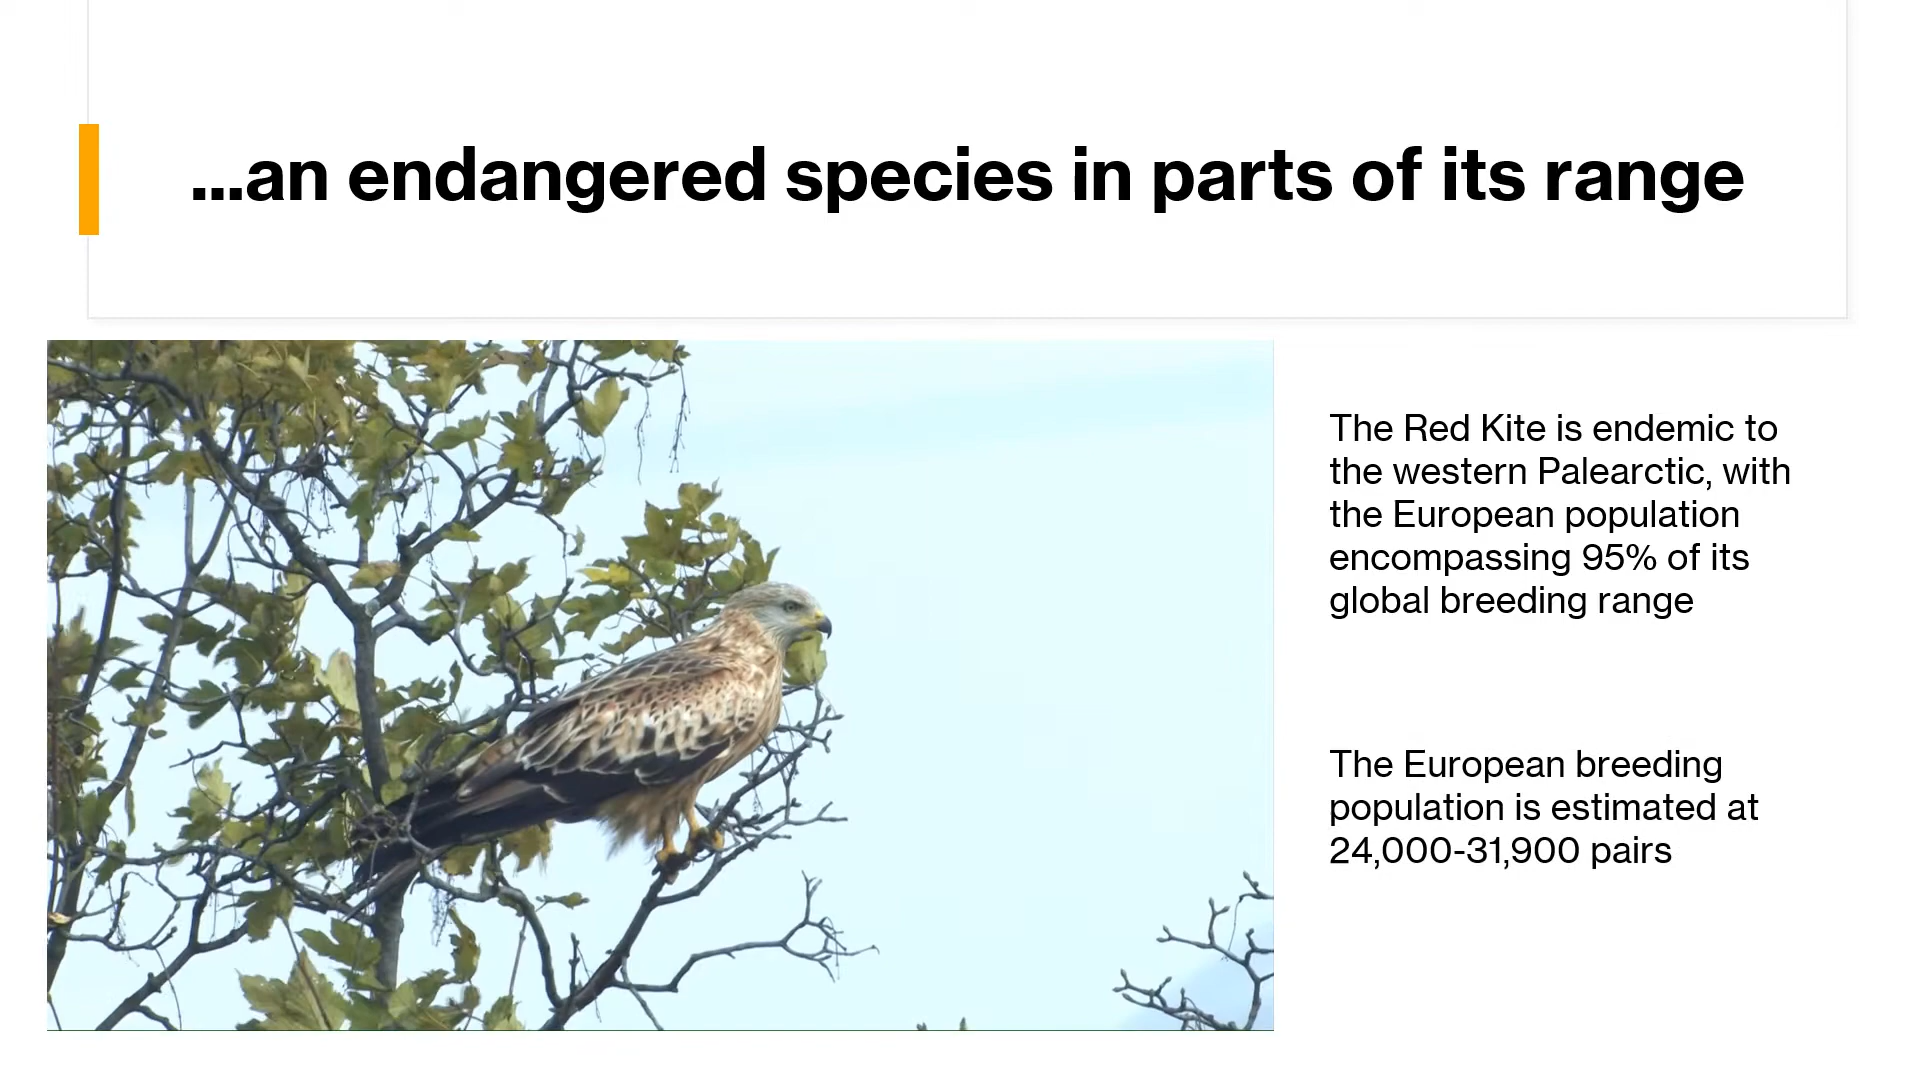 ...an endangered species in parts of its range
The Red Kite is endemic to
the western Palearctic, with
the European population
encompassing 95% of its
global breeding range
The European breeding
population is estimated at
24,000-31,900 pairs